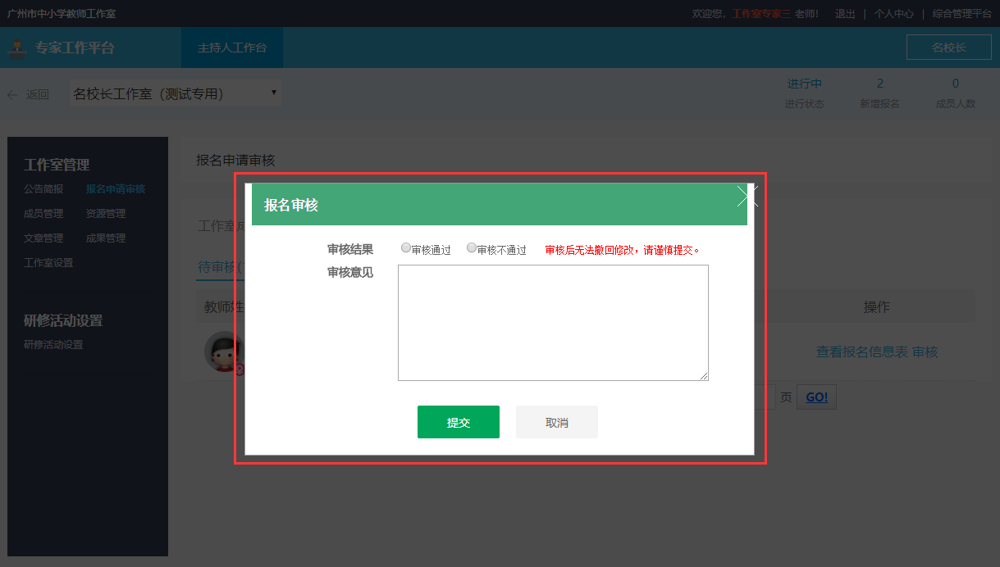 广州市中小学教师工作室
欢迎您, 工作室专家三 老师! 退出 | 个人中心 | 综合管理平台
专家工作平台 主持人工作台 名校长
返回 名校长工作室（测试专用）
进行中 2 0
进行状态 新增报名 成员人数
工作室管理
公告简报 报名申请审核
成员管理 资源管理
文章管理 成果管理
工作室设置
研修活动设置
研修活动设置
报名申请审核
工作室成
待审核(
教师姓 操作
查看报名信息表 审核
页 GO!
报名审核
审核结果 审核通过 审核不通过 审核后无法撤回修改，请谨慎提交。
审核意见
提交 取消